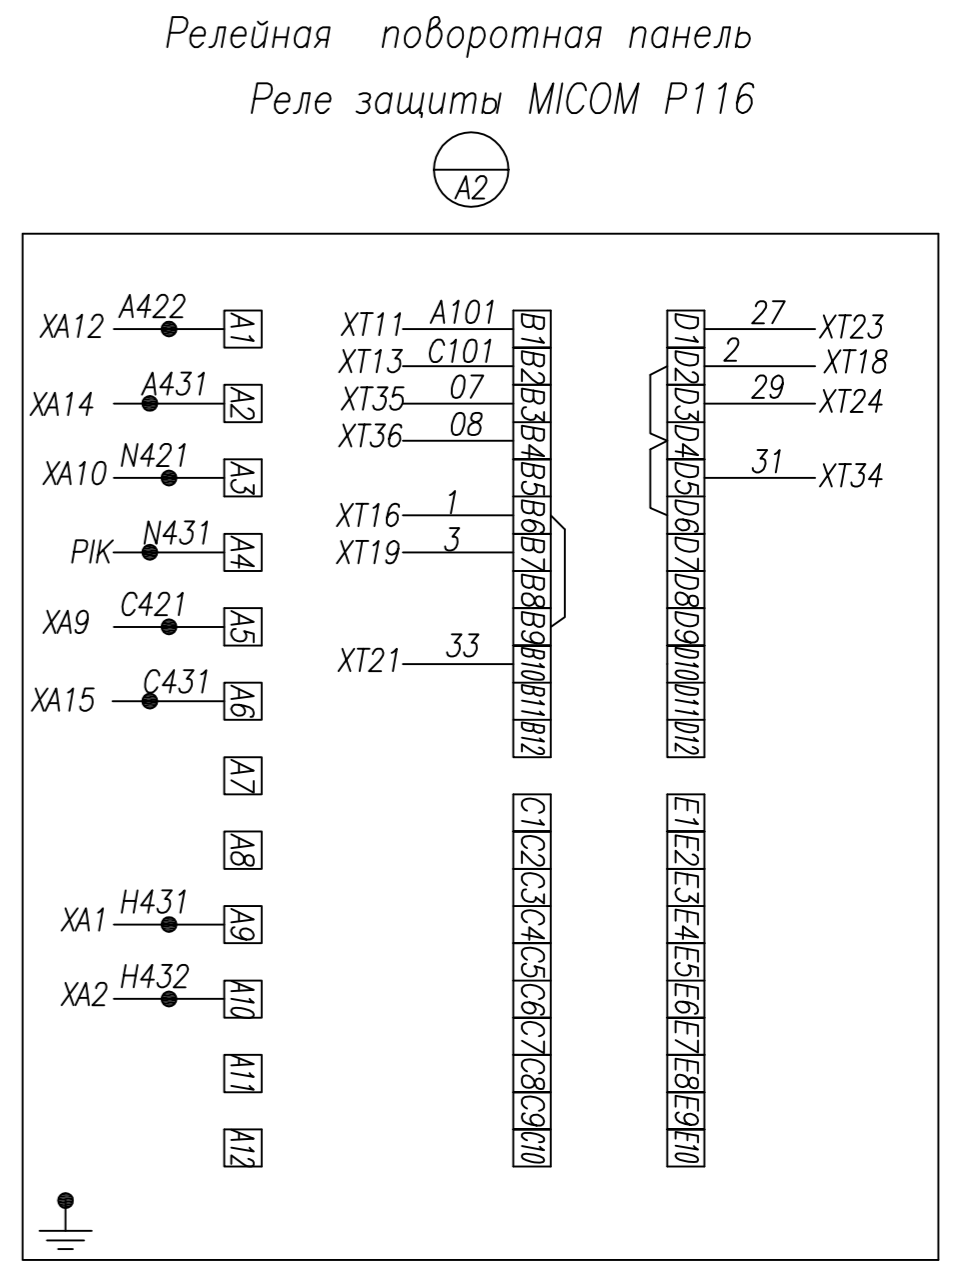 Релейная поворотная панель
Реле защиты MICOM P116
A2
XA12 A422 A1
XA14 A431 A2
XA10 N421 A3
PIK N431 A4
XA9 C421 A5
XA15 C431 A6
A7
A8
XA1 H431 A9
XA2 H432 A10
A11
A12
XT11 A101 B1
XT13 C101 B2
XT35 07 B3
XT36 08 B4
B5
XT16 1 B6
XT19 3 B7
B8
B9
XT21 33 B10
B11
B12
C1
C2
C3
C4
C5
C6
C7
C8
C9
C10
D1 27 XT23
D2 2 XT18
D3 29 XT24
D4
D5 31 XT34
D6
D7
D8
D9
D10
D11
D12
E1
E2
E3
E4
E5
E6
E7
E8
E9
E10